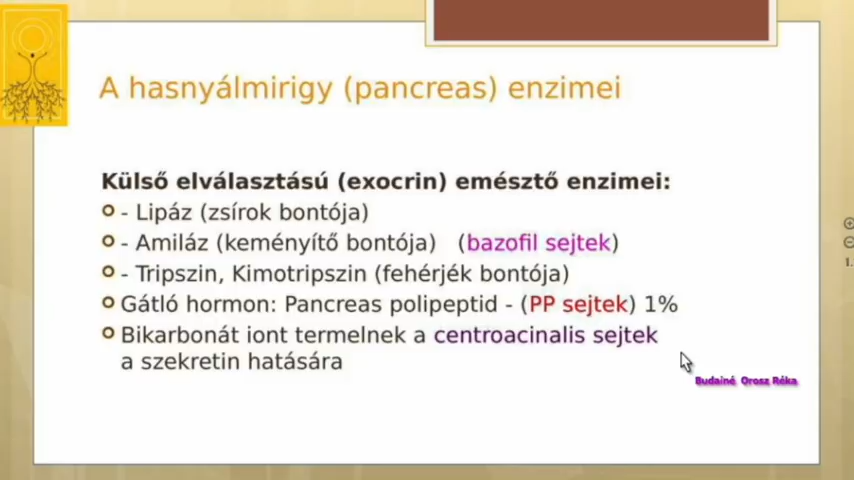 A hasnyálmirigy (pancreas) enzimei
Külső elválasztású (exocrin) emésztő enzimei:
- Lipáz (zsírok bontója)
- Amiláz (keményítő bontója) (bazofil sejtek)
- Tripszin, Kimotripszin (fehérjék bontója)
Gátló hormon: Pancreas polipeptid - (PP sejtek) 1%
Bikarbonát iont termelnek a centroacinalis sejtek
a szekretin hatására
Budainé Orosz Réka
1.